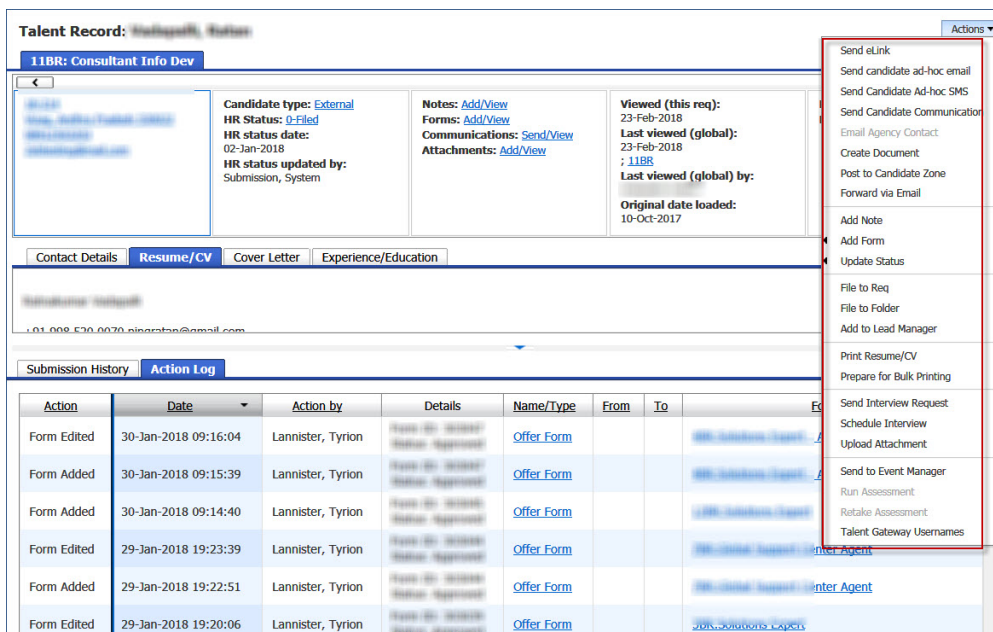 Talent Record:
Actions
11BR: Consultant Info Dev
Candidate type: External
HR Status: 0-Filed
HR status date:
02-Jan-2018
HR status updated by:
Submission, System
Notes: Add/View
Forms: Add/View
Communications: Send/View
Attachments: Add/View
Viewed (this req):
23-Feb-2018
Last viewed (global):
23-Feb-2018
; 11BR
Last viewed (global) by:
Original date loaded:
10-Oct-2017
Send eLink
Send candidate ad-hoc email
Send Candidate Ad-hoc SMS
Send Candidate Communication
Email Agency Contact
Create Document
Post to Candidate Zone
Forward via Email
Add Note
Add Form
Update Status
File to Req
File to Folder
Add to Lead Manager
Print Resume/CV
Prepare for Bulk Printing
Send Interview Request
Schedule Interview
Upload Attachment
Send to Event Manager
Run Assessment
Retake Assessment
Talent Gateway Usernames
Contact Details Resume/CV Cover Letter Experience/Education
Submission History Action Log
Action Date Action by Details Name/Type From To
Form Edited 30-Jan-2018 09:16:04 Lannister, Tyrion Offer Form
Form Added 30-Jan-2018 09:15:39 Lannister, Tyrion Offer Form
Form Added 30-Jan-2018 09:14:40 Lannister, Tyrion Offer Form
Form Edited 29-Jan-2018 19:23:39 Lannister, Tyrion Offer Form Agent
Form Added 29-Jan-2018 19:22:51 Lannister, Tyrion Offer Form Agent
Form Edited 29-Jan-2018 19:20:06 Lannister, Tyrion Offer Form